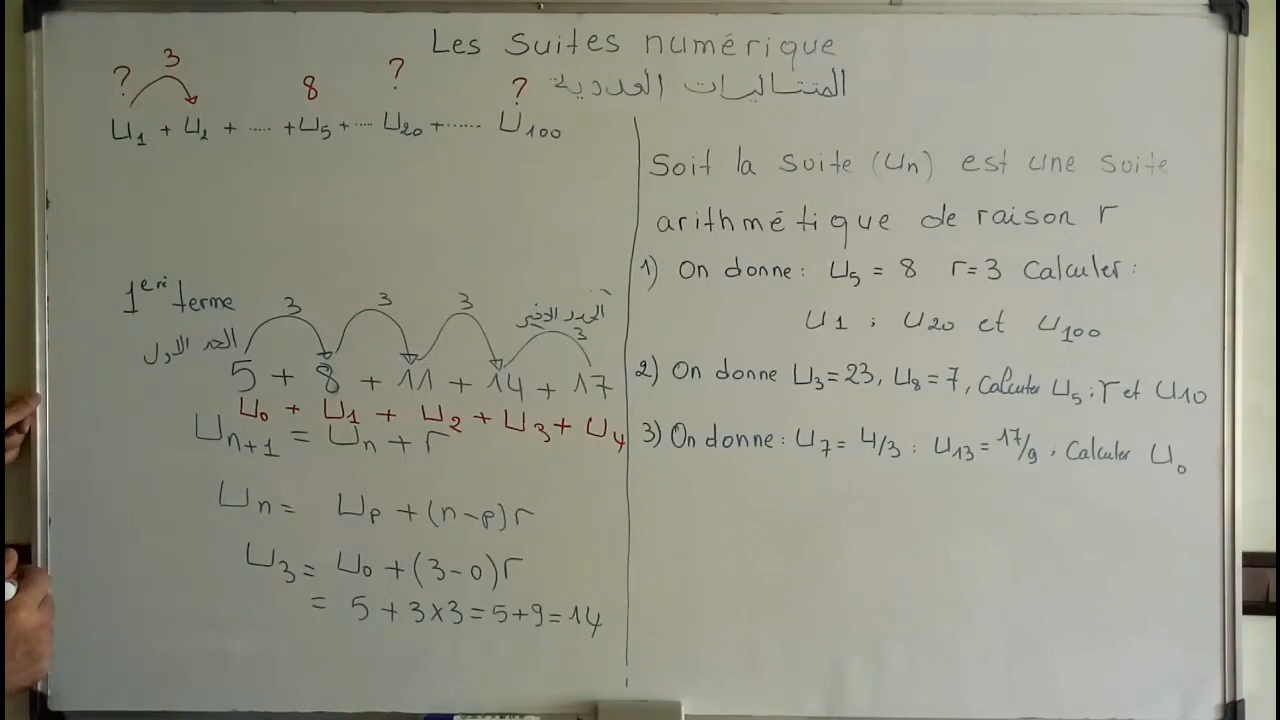 Les suites numérique
المتتاليات العددية
? 3 8 ? ?
U1 + U2 + ..... + U5 + .... U20 + ...... U100
1ere terme
الحد الاول
3 3 3 3
الحد الاخير
5 + 8 + 11 + 14 + 17
U0 + U1 + U2 + U3 + U4
Un+1 = Un + r
Un = Up + (n-p)r
U3 = U0 + (3-0)r
= 5 + 3x3 = 5+9 = 14
Soit la suite (Un) est une suite
arithmétique de raison r
1) On donne : U5 = 8 r=3 Calculer :
U1 ; U20 et U100
2) On donne U3=23, U8=7, Calculer U5 ; r et U10
3) On donne : U7 = 4/3 ; U13 = 17/9 , Calculer U0